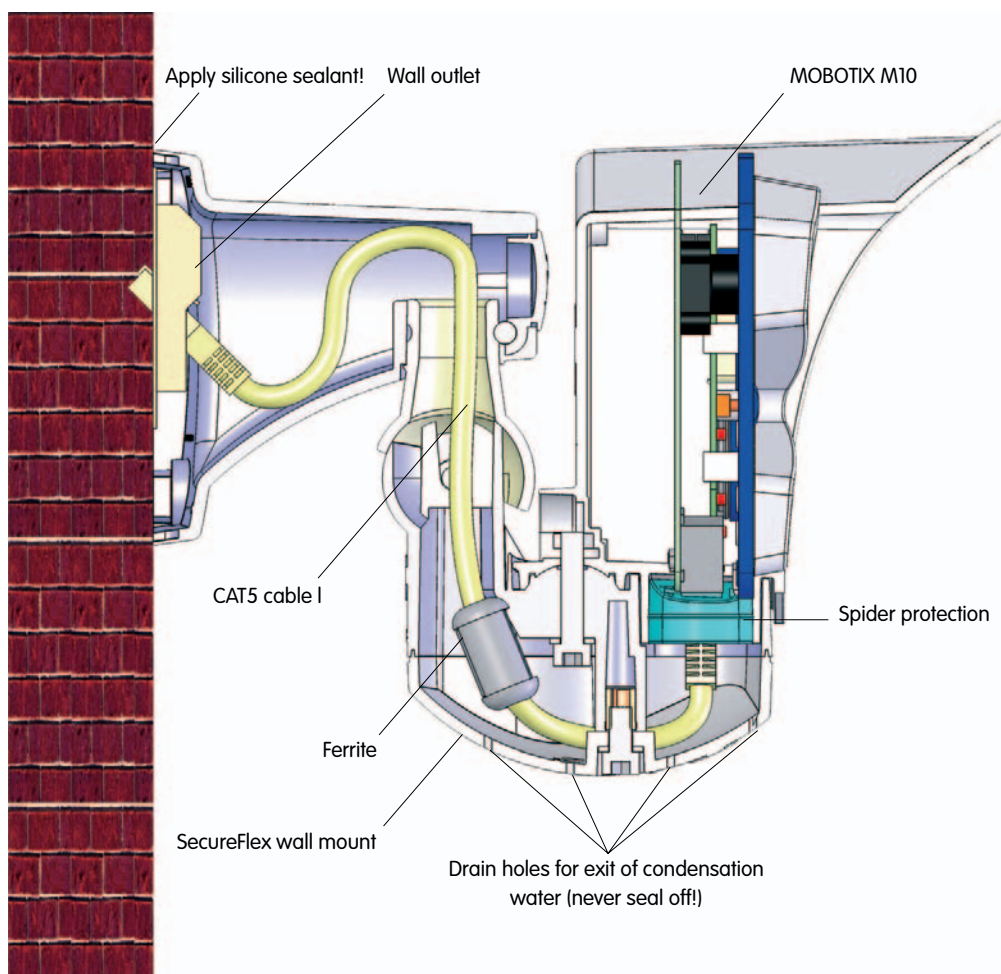 Apply silicone sealant!
Wall outlet
MOBOTIX M10
CAT5 cable l
Spider protection
Ferrite
SecureFlex wall mount
Drain holes for exit of condensation
water (never seal off!)